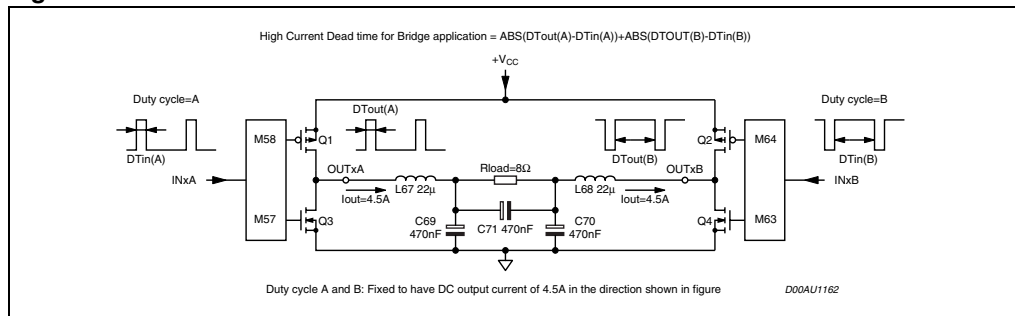 High Current Dead time for Bridge application = ABS(DTout(A)-DTin(A))+ABS(DTOUT(B)-DTin(B))
+VCC
Duty cycle=A
DTin(A)
INxA
M58
M57
Q1
Q3
DTout(A)
OUTxA
L67 22μ
Iout=4.5A
Rload=8Ω
C69
470nF
C71 470nF
C70
470nF
L68 22μ
Iout=4.5A
DTout(B)
OUTxB
Q2
Q4
M64
M63
Duty cycle=B
DTin(B)
INxB
Duty cycle A and B: Fixed to have DC output current of 4.5A in the direction shown in figure
D00AU1162